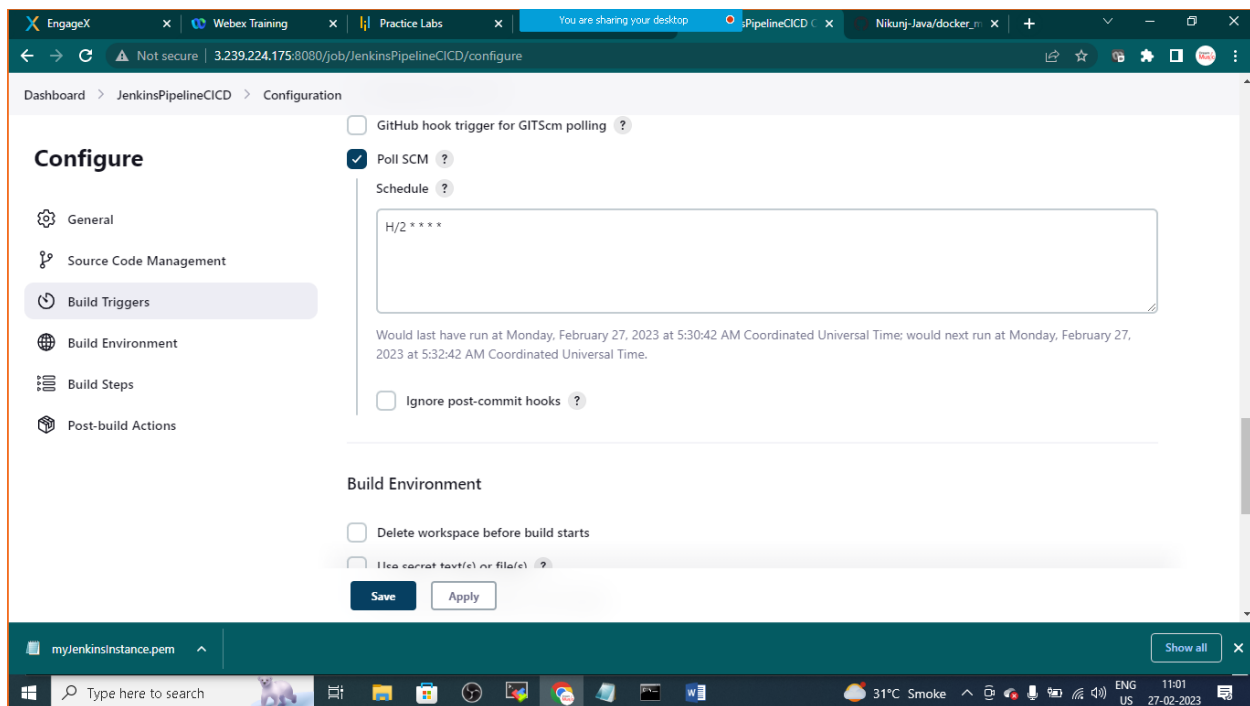 EngageX
Webex Training
Practice Labs
You are sharing your desktop
sPipelineCICD C
Nikunj-Java/docker_m
Not secure | 3.239.224.175:8080/job/JenkinsPipelineCICD/configure
Dashboard > JenkinsPipelineCICD > Configuration
Configure
General
Source Code Management
Build Triggers
Build Environment
Build Steps
Post-build Actions
GitHub hook trigger for GITScm polling ?
Poll SCM ?
Schedule ?
H/2 * * * *
Would last have run at Monday, February 27, 2023 at 5:30:42 AM Coordinated Universal Time; would next run at Monday, February 27,
2023 at 5:32:42 AM Coordinated Universal Time.
Ignore post-commit hooks ?
Build Environment
Delete workspace before build starts
Use secret text(s) or file(s) ?
Save
Apply
myJenkinsInstance.pem
Show all
Type here to search
31°C Smoke
ENG
US
11:01
27-02-2023